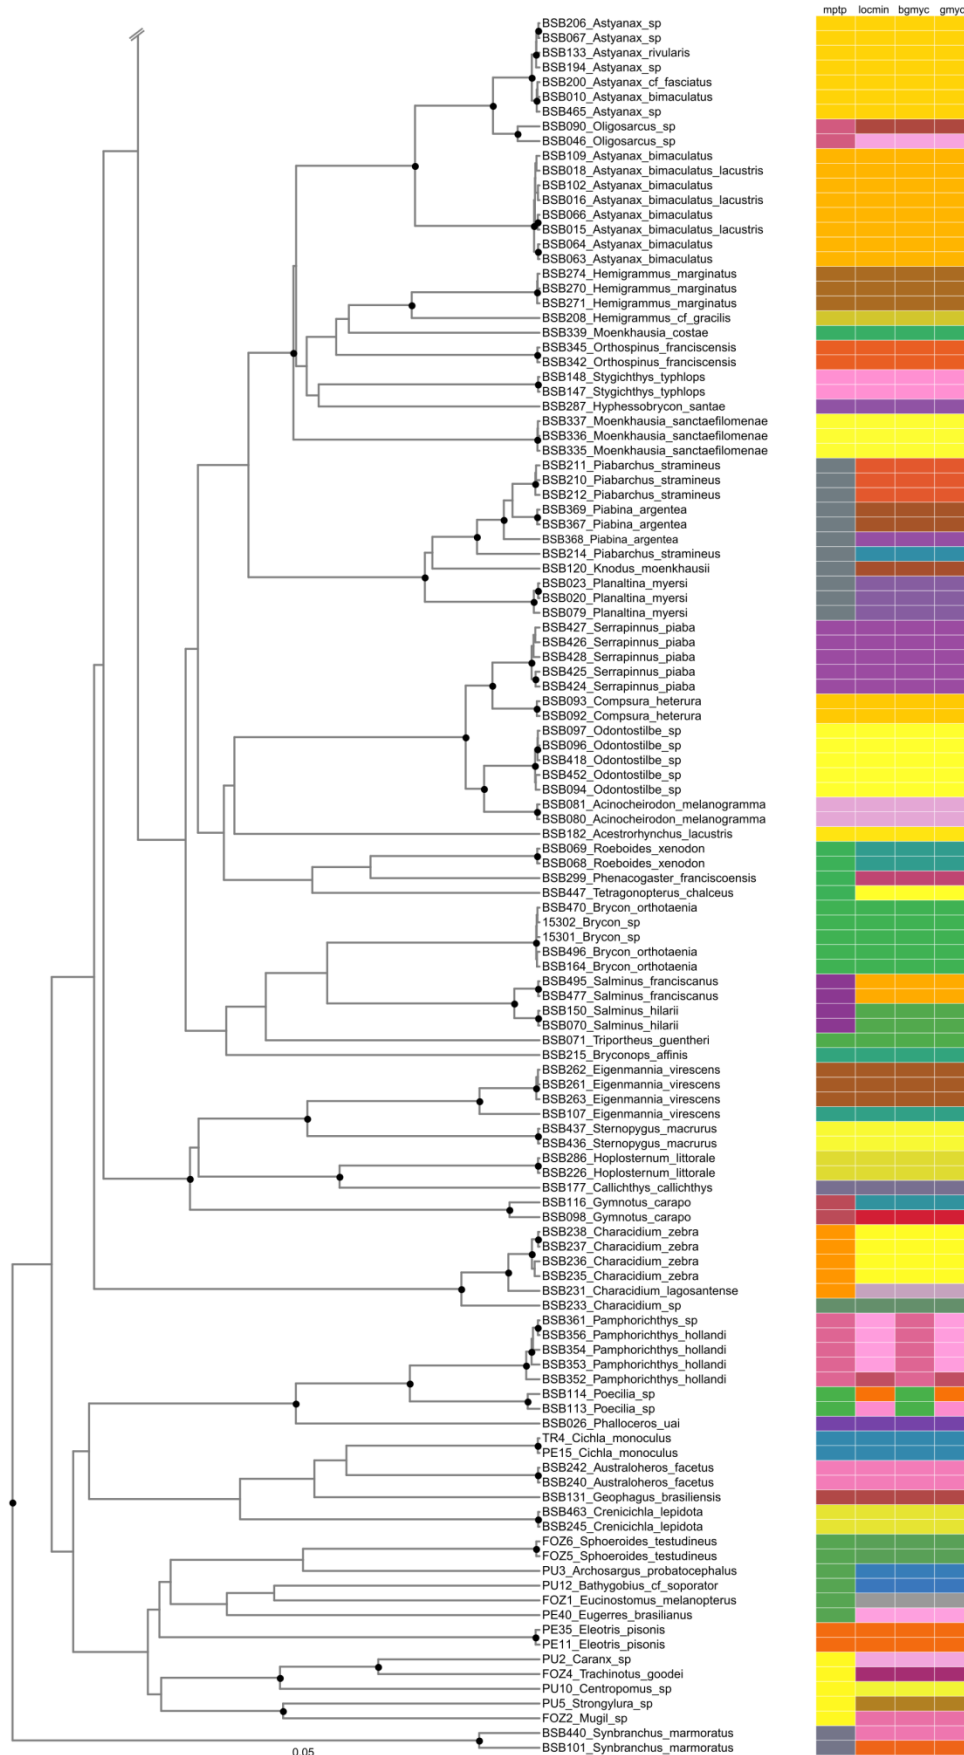 mptp locmin bgmyc gmyc
BSB206_Astyanax_sp
BSB067_Astyanax_sp
BSB133_Astyanax_rivularis
BSB194_Astyanax_sp
BSB200_Astyanax_cf_fasciatus
BSB010_Astyanax_bimaculatus
BSB465_Astyanax_sp
BSB090_Oligosarcus_sp
BSB046_Oligosarcus_sp
BSB109_Astyanax_bimaculatus
BSB018_Astyanax_bimaculatus_lacustris
BSB102_Astyanax_bimaculatus
BSB016_Astyanax_bimaculatus_lacustris
BSB066_Astyanax_bimaculatus
BSB015_Astyanax_bimaculatus_lacustris
BSB064_Astyanax_bimaculatus
BSB063_Astyanax_bimaculatus
BSB274_Hemigrammus_marginatus
BSB270_Hemigrammus_marginatus
BSB271_Hemigrammus_marginatus
BSB208_Hemigrammus_cf_gracilis
BSB339_Moenkhausia_costae
BSB345_Orthospinus_franciscensis
BSB342_Orthospinus_franciscensis
BSB148_Stygichthys_typhlops
BSB147_Stygichthys_typhlops
BSB287_Hyphessobrycon_santae
BSB337_Moenkhausia_sanctaefilomenae
BSB336_Moenkhausia_sanctaefilomenae
BSB335_Moenkhausia_sanctaefilomenae
BSB211_Piabarchus_stramineus
BSB210_Piabarchus_stramineus
BSB212_Piabarchus_stramineus
BSB369_Piabina_argentea
BSB367_Piabina_argentea
BSB368_Piabina_argentea
BSB214_Piabarchus_stramineus
BSB120_Knodus_moenkhausii
BSB023_Planaltina_myersi
BSB020_Planaltina_myersi
BSB079_Planaltina_myersi
BSB427_Serrapinnus_piaba
BSB426_Serrapinnus_piaba
BSB428_Serrapinnus_piaba
BSB425_Serrapinnus_piaba
BSB424_Serrapinnus_piaba
BSB093_Compsura_heterura
BSB092_Compsura_heterura
BSB097_Odontostilbe_sp
BSB096_Odontostilbe_sp
BSB418_Odontostilbe_sp
BSB452_Odontostilbe_sp
BSB094_Odontostilbe_sp
BSB081_Acinocheirodon_melanogramma
BSB080_Acinocheirodon_melanogramma
BSB182_Acestrorhynchus_lacustris
BSB069_Roeboides_xenodon
BSB068_Roeboides_xenodon
BSB299_Phenacogaster_franciscoensis
BSB447_Tetragonopterus_chalceus
BSB470_Brycon_orthotaenia
15302_Brycon_sp
15301_Brycon_sp
BSB496_Brycon_orthotaenia
BSB164_Brycon_orthotaenia
BSB495_Salminus_franciscanus
BSB477_Salminus_franciscanus
BSB150_Salminus_hilarii
BSB070_Salminus_hilarii
BSB071_Triportheus_guentheri
BSB215_Bryconops_affinis
BSB262_Eigenmannia_virescens
BSB261_Eigenmannia_virescens
BSB263_Eigenmannia_virescens
BSB107_Eigenmannia_virescens
BSB437_Sternopygus_macrurus
BSB436_Sternopygus_macrurus
BSB286_Hoplosternum_littorale
BSB226_Hoplosternum_littorale
BSB177_Callichthys_callichthys
BSB116_Gymnotus_carapo
BSB098_Gymnotus_carapo
BSB238_Characidium_zebra
BSB237_Characidium_zebra
BSB236_Characidium_zebra
BSB235_Characidium_zebra
BSB231_Characidium_lagosantense
BSB233_Characidium_sp
BSB361_Pamphorichthys_sp
BSB356_Pamphorichthys_hollandi
BSB354_Pamphorichthys_hollandi
BSB353_Pamphorichthys_hollandi
BSB352_Pamphorichthys_hollandi
BSB114_Poecilia_sp
BSB113_Poecilia_sp
BSB026_Phalloceros_uai
TR4_Cichla_monoculus
PE15_Cichla_monoculus
BSB242_Australoheros_facetus
BSB240_Australoheros_facetus
BSB131_Geophagus_brasiliensis
BSB463_Crenicichla_lepidota
BSB245_Crenicichla_lepidota
FOZ6_Sphoeroides_testudineus
FOZ5_Sphoeroides_testudineus
PU3_Archosargus_probatocephalus
PU12_Bathygobius_cf_soporator
FOZ1_Eucinostomus_melanopterus
PE40_Eugerres_brasilianus
PE35_Eleotris_pisonis
PE11_Eleotris_pisonis
PU2_Caranx_sp
FOZ4_Trachinotus_goodei
PU10_Centropomus_sp
PU5_Strongylura_sp
FOZ2_Mugil_sp
BSB440_Synbranchus_marmoratus
BSB101_Synbranchus_marmoratus
0.05